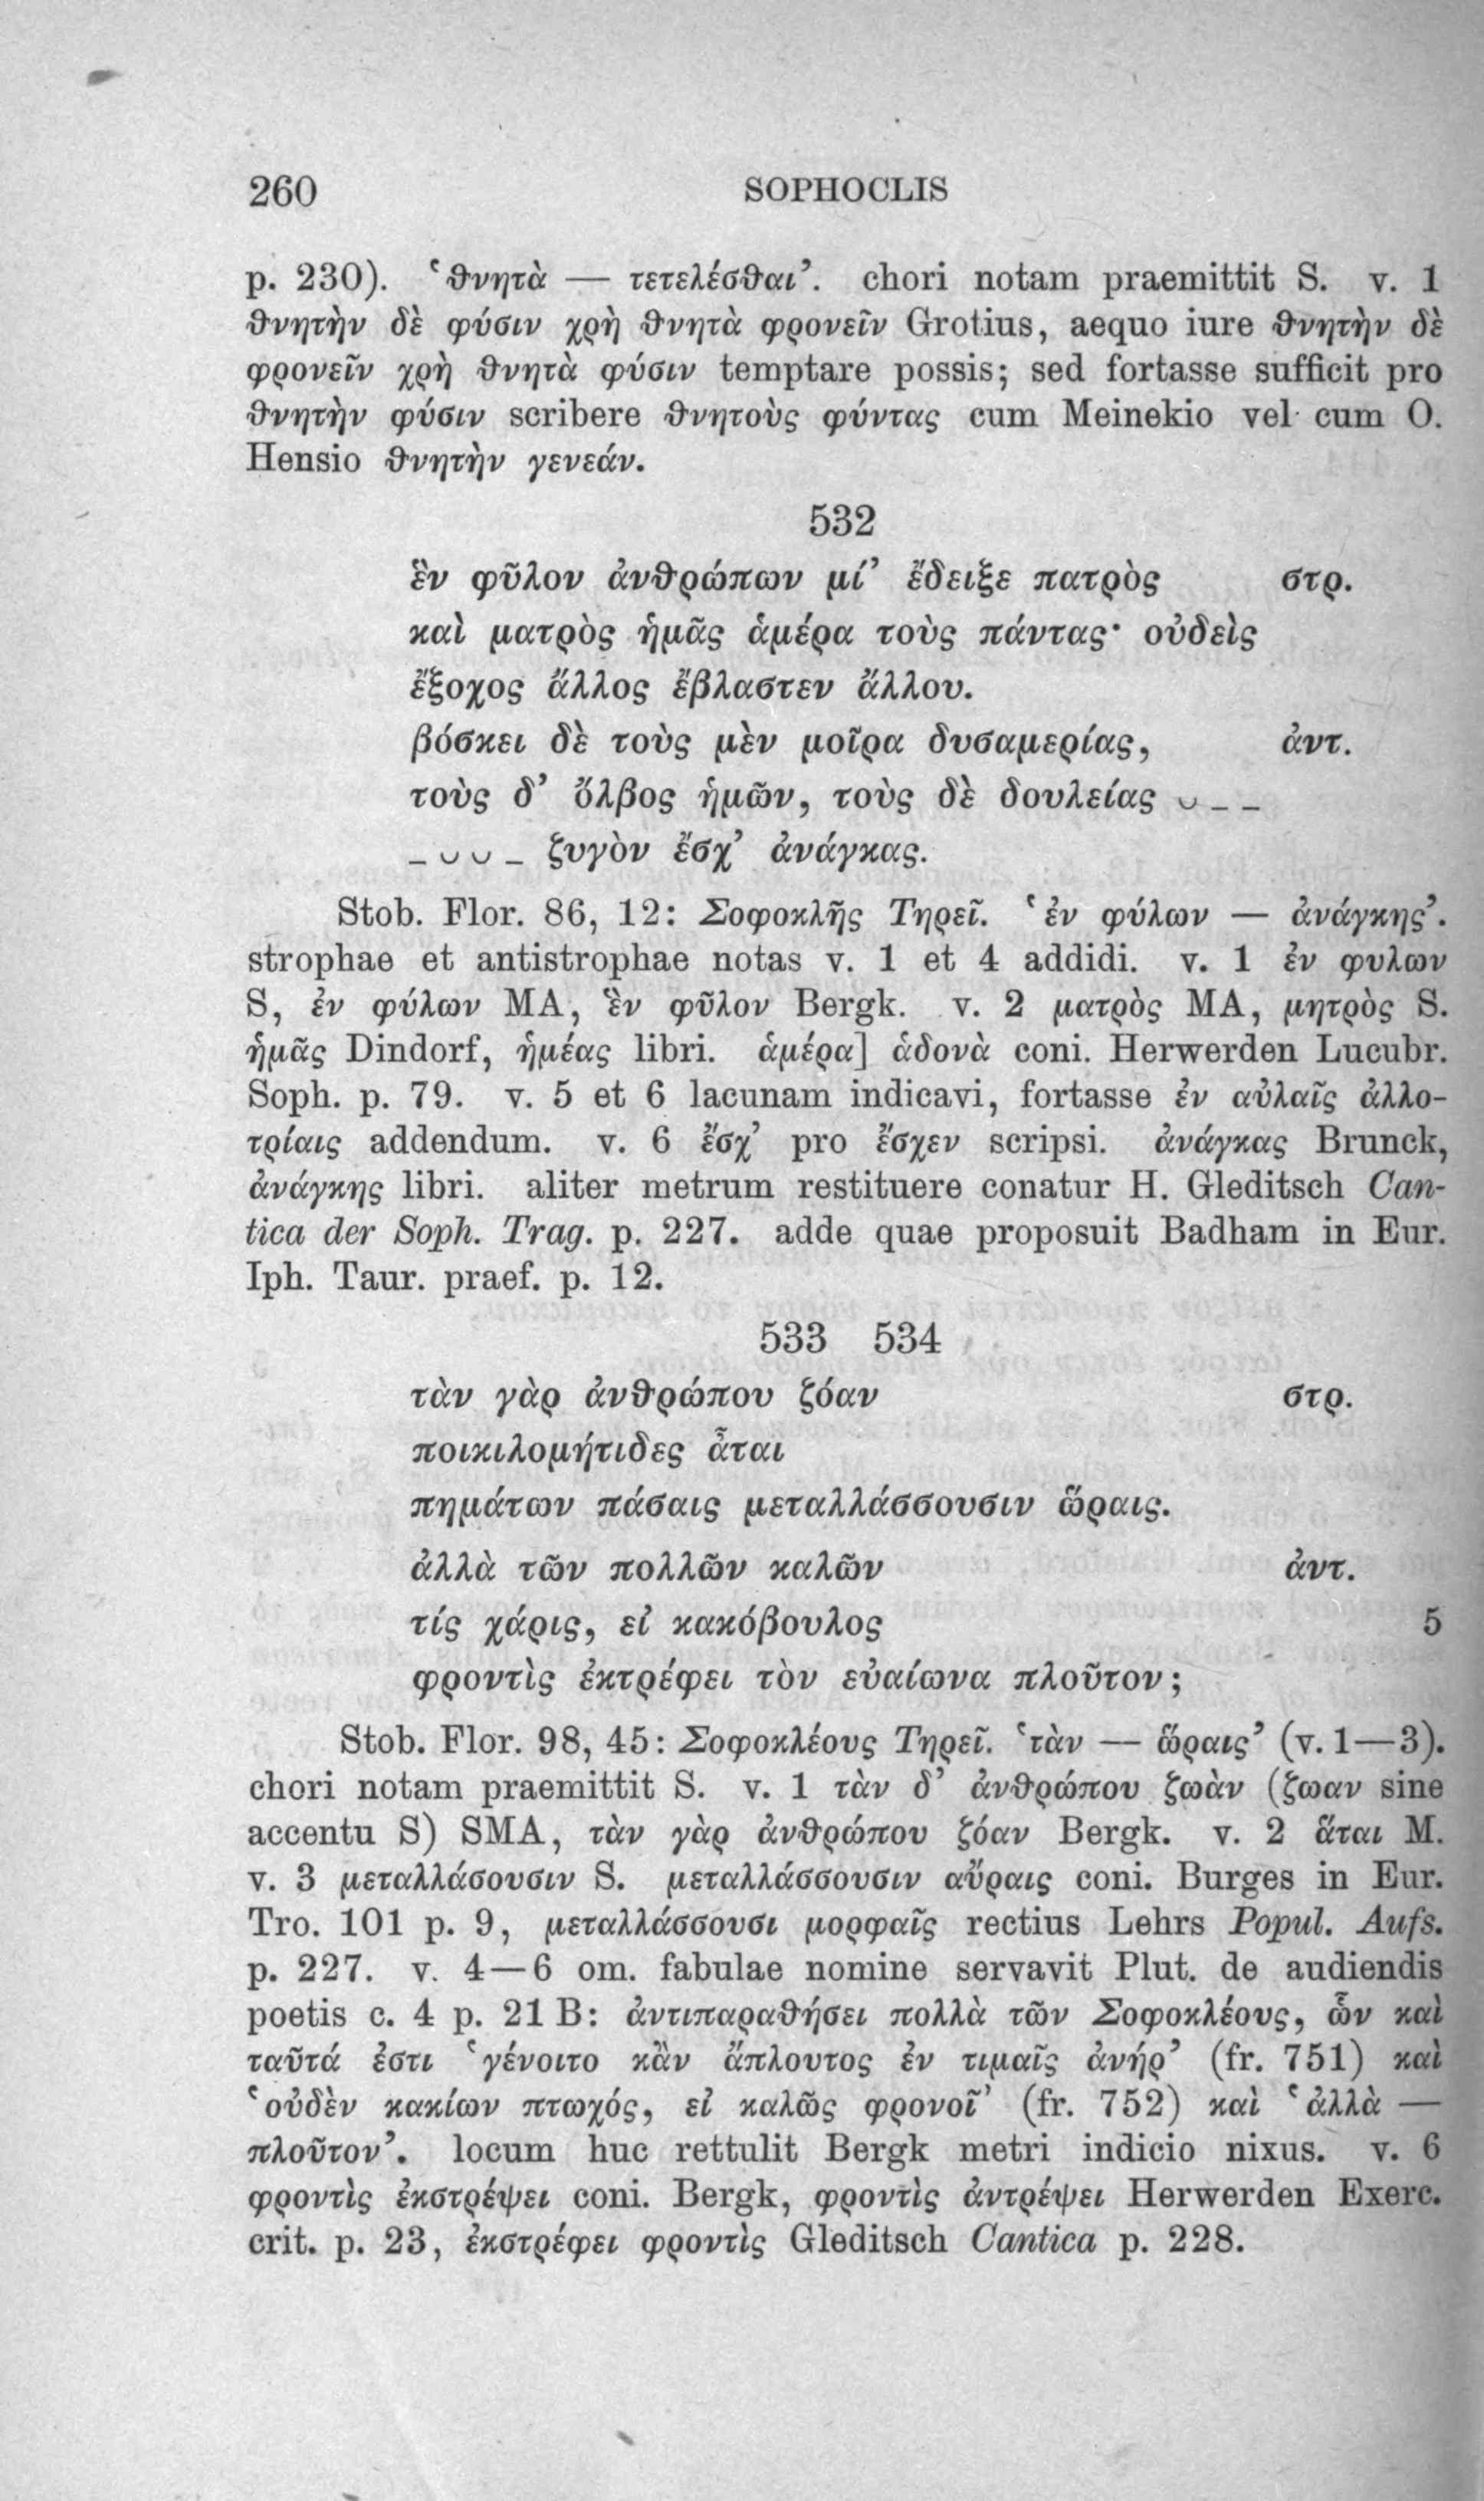 260 SOPHOCLIS
p. 230). ‘θνητὰ — τετελέσθαι’. chori notam praemittit S. v. 1
θνητὴν δὲ φύσιν χρὴ θνητὰ φρονεῖν Grotius, aequo iure θνητὴν δὲ
φρονεῖν χρὴ θνητὰ φύσιν temptare possis; sed fortasse sufficit pro
θνητὴν φύσιν scribere θνητοὺς φύντας cum Meinekio vel cum O.
Hensio θνητὴν γενεάν.
532
ἓν φῦλον ἀνθρώπων μί’ ἔδειξε πατρὸς στρ.
καὶ ματρὸς ἡμᾶς ἁμέρα τοὺς πάντας· οὐδεὶς
ἔξοχος ἄλλος ἔβλαστεν ἄλλου.
βόσκει δὲ τοὺς μὲν μοῖρα δυσαμερίας, ἀντ.
τοὺς δ’ ὄλβος ἡμῶν, τοὺς δὲ δουλείας ⏑ – –
– ⏑ ⏑ – ζυγὸν ἔσχ’ ἀνάγκας.
Stob. Flor. 86, 12: Σοφοκλῆς Τηρεῖ. ‘ἐν φύλων — ἀνάγκης’.
strophae et antistrophae notas v. 1 et 4 addidi. v. 1 ἐν φυλων
S, ἐν φύλων MA, ἓν φῦλον Bergk. v. 2 ματρὸς MA, μητρὸς S.
ἡμᾶς Dindorf, ἡμέας libri. ἁμέρα] ἁδονὰ coni. Herwerden Lucubr.
Soph. p. 79. v. 5 et 6 lacunam indicavi, fortasse ἐν αὐλαῖς ἀλλο-
τρίαις addendum. v. 6 ἔσχ’ pro ἔσχεν scripsi. ἀνάγκας Brunck,
ἀνάγκης libri. aliter metrum restituere conatur H. Gleditsch Can-
tica der Soph. Trag. p. 227. adde quae proposuit Badham in Eur.
Iph. Taur. praef. p. 12.
533 534
τὰν γὰρ ἀνθρώπου ζόαν στρ.
ποικιλομήτιδες ἆται
πημάτων πάσαις μεταλλάσσουσιν ὥραις.
ἀλλὰ τῶν πολλῶν καλῶν ἀντ.
τίς χάρις, εἰ κακόβουλος 5
φροντὶς ἐκτρέφει τὸν εὐαίωνα πλοῦτον;
Stob. Flor. 98, 45: Σοφοκλέους Τηρεῖ. ‘τὰν — ὥραις’ (v. 1—3).
chori notam praemittit S. v. 1 τὰν δ’ ἀνθρώπου ζωὰν (ζωαν sine
accentu S) SMA, τὰν γὰρ ἀνθρώπου ζόαν Bergk. v. 2 ἅται M.
v. 3 μεταλλάσουσιν S. μεταλλάσσουσιν αὔραις coni. Burges in Eur.
Tro. 101 p. 9, μεταλλάσσουσι μορφαῖς rectius Lehrs Popul. Aufs.
p. 227. v. 4—6 om. fabulae nomine servavit Plut. de audiendis
poetis c. 4 p. 21 B: ἀντιπαραθήσει πολλὰ τῶν Σοφοκλέους, ὧν καὶ
ταῦτά ἐστι ‘γένοιτο κἂν ἄπλουτος ἐν τιμαῖς ἀνήρ’ (fr. 751) καὶ
‘οὐδὲν κακίων πτωχός, εἰ καλῶς φρονοῖ’ (fr. 752) καὶ ‘ἀλλὰ —
πλοῦτον’. locum huc rettulit Bergk metri indicio nixus. v. 6
φροντὶς ἐκστρέψει coni. Bergk, φροντὶς ἀντρέψει Herwerden Exerc.
crit. p. 23, ἐκστρέφει φροντὶς Gleditsch Cantica p. 228.